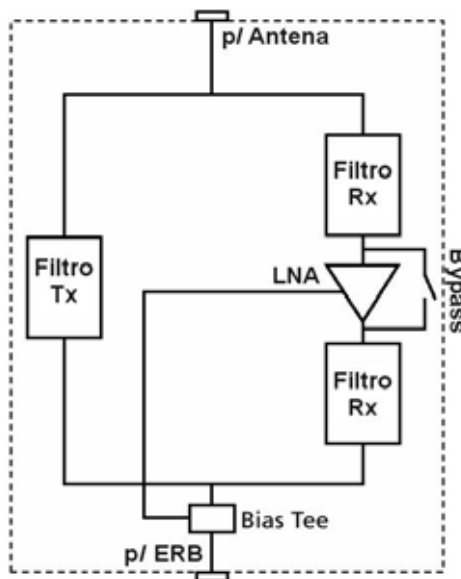 p/ Antena
Filtro
Rx
Filtro
Tx
LNA
Bypass
Filtro
Rx
Bias Tee
p/ ERB